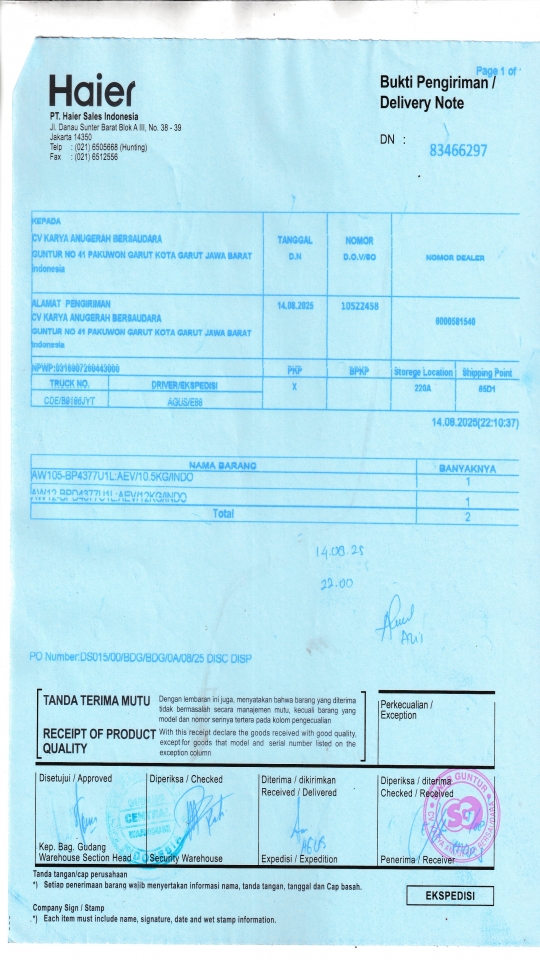 Haier
PT. Haier Sales Indonesia
Jl. Danau Sunter Barat Blok A III, No. 38 - 39
Jakarta 14350
Telp : (021) 6505668 (Hunting)
Fax : (021) 6512556
Page 1 of
Bukti Pengiriman /
Delivery Note
DN :
83466297
KEPADA
CV KARYA ANUGERAH BERSAUDARA
GUNTUR NO 41 PAKUWON GARUT KOTA GARUT JAWA BARAT
Indonesia
TANGGAL
D.N
NOMOR
D.O.V/SO
NOMOR DEALER
ALAMAT PENGIRIMAN
CV KARYA ANUGERAH BERSAUDARA
GUNTUR NO 41 PAKUWON GARUT KOTA GARUT JAWA BARAT
Indonesia
14.08.2025
10522458
6000581540
PKP
BPKP
Storege Location
Shipping Point
TRUCK NO.
DRIVER/EKSPEDISI
X
220A
65D1
CDE/B9186JYT
AGUS/E68
14.08.2025(22:10:37)
NAMA BARANG
BANYAKNYA
AW105-BP4377U1L:AEV/10.5KG/INDO
1
1
Total
2
22.00
PO Number:DS015/00/BDG/BDG/0A/08/25 DISC DISP
TANDA TERIMA MUTU
Dengan lembaran ini juga, menyatakan bahwa barang yang diterima
tidak bermasalah secara manajemen mutu, kecuali barang yang
model dan nomor serinya tertera pada kolom pengecualian
RECEIPT OF PRODUCT
QUALITY
With this receipt declare the goods received with good quality,
except for goods that model and serial number listed on the
exception column
Perkecualian /
Exception
Disetujui / Approved
Diperiksa / Checked
Diterima / dikirimkan
Received / Delivered
Diperiksa / diterima
Checked / Received
AGUS
Kep. Bag. Gudang
Warehouse Section Head
Security Warehouse
Expedisi / Expedition
Penerima / Receiver
Tanda tangan/cap perusahaan
*) Setiap penerimaan barang wajib menyertakan informasi nama, tanda tangan, tanggal dan Cap basah.
EKSPEDISI
Company Sign / Stamp
*) Each item must include name, signature, date and wet stamp information.